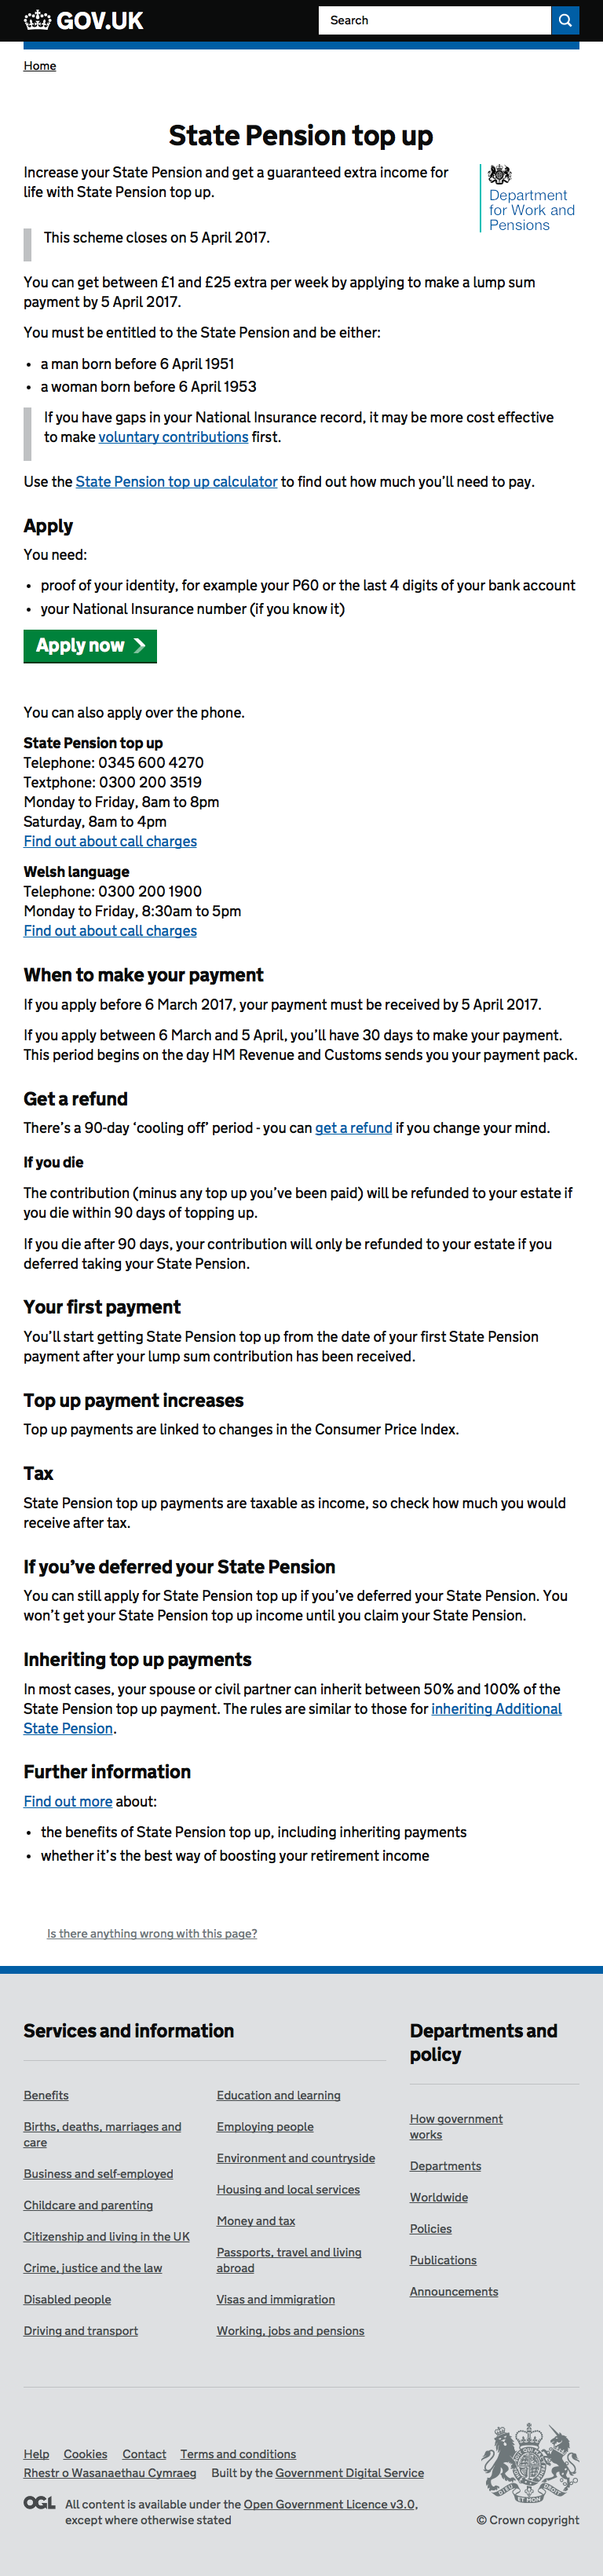 GOV.UK
Search
Home
State Pension top up
Increase your State Pension and get a guaranteed extra income for
life with State Pension top up.
Department
for Work and
Pensions
This scheme closes on 5 April 2017.
You can get between £1 and £25 extra per week by applying to make a lump sum
payment by 5 April 2017.
You must be entitled to the State Pension and be either:
• a man born before 6 April 1951
• a woman born before 6 April 1953
If you have gaps in your National Insurance record, it may be more cost effective
to make voluntary contributions first.
Use the State Pension top up calculator to find out how much you’ll need to pay.
Apply
You need:
• proof of your identity, for example your P60 or the last 4 digits of your bank account
• your National Insurance number (if you know it)
Apply now
You can also apply over the phone.
State Pension top up
Telephone: 0345 600 4270
Textphone: 0300 200 3519
Monday to Friday, 8am to 8pm
Saturday, 8am to 4pm
Find out about call charges
Welsh language
Telephone: 0300 200 1900
Monday to Friday, 8:30am to 5pm
Find out about call charges
When to make your payment
If you apply before 6 March 2017, your payment must be received by 5 April 2017.
If you apply between 6 March and 5 April, you’ll have 30 days to make your payment.
This period begins on the day HM Revenue and Customs sends you your payment pack.
Get a refund
There’s a 90-day ‘cooling off’ period - you can get a refund if you change your mind.
If you die
The contribution (minus any top up you’ve been paid) will be refunded to your estate if
you die within 90 days of topping up.
If you die after 90 days, your contribution will only be refunded to your estate if you
deferred taking your State Pension.
Your first payment
You’ll start getting State Pension top up from the date of your first State Pension
payment after your lump sum contribution has been received.
Top up payment increases
Top up payments are linked to changes in the Consumer Price Index.
Tax
State Pension top up payments are taxable as income, so check how much you would
receive after tax.
If you’ve deferred your State Pension
You can still apply for State Pension top up if you’ve deferred your State Pension. You
won’t get your State Pension top up income until you claim your State Pension.
Inheriting top up payments
In most cases, your spouse or civil partner can inherit between 50% and 100% of the
State Pension top up payment. The rules are similar to those for inheriting Additional
State Pension.
Further information
Find out more about:
• the benefits of State Pension top up, including inheriting payments
• whether it’s the best way of boosting your retirement income
Is there anything wrong with this page?
Services and information
Benefits
Births, deaths, marriages and
care
Business and self-employed
Childcare and parenting
Citizenship and living in the UK
Crime, justice and the law
Disabled people
Driving and transport
Education and learning
Employing people
Environment and countryside
Housing and local services
Money and tax
Passports, travel and living
abroad
Visas and immigration
Working, jobs and pensions
Departments and
policy
How government
works
Departments
Worldwide
Policies
Publications
Announcements
Help Cookies Contact Terms and conditions
Rhestr o Wasanaethau Cymraeg Built by the Government Digital Service
OGL All content is available under the Open Government Licence v3.0,
except where otherwise stated
© Crown copyright